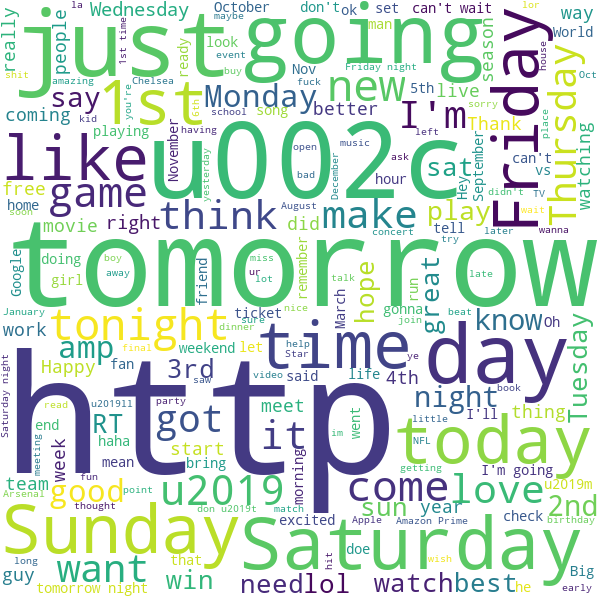 la
maybe
October
don't
ok
set
can't wait
season
way
Wednesday
really
people
just
going
look
man
World
shit
1st time
ready
event
Friday night
Nov
new
house
Oct
amazing
you're
Chelsea
buy
fuck
5th
live
coming
say
1st
6th
Monday
better
I'm
Friday
Thursday
sorry
kid
school
song
Thank
place
playing
November
having
yesterday
open
music
left
watching
like
u002c
can't
vs
free
game
bad
December
ask
hour
sat
Hey
September
didn't
TV
home
think
August
make
play
wait
wanna
soon
movie
right
did
concert
tell
later
try
Google
doing
girl
boy
away
tomorrow
friend
miss
ur
lot
remember
talk
hope
run
great
late
January
work
tonight
sure
nice
time
March
gonna
join
beat
know
Oh
day
Tuesday
Saturday night
amp
final
dinner
ticket
help
Star
ye
Happy
fan
3rd
weekend
let
said
life
4th
night
book
http
saw
video
today
read
u201911
party
got
it
meet
im
went
little
I'll
thing
end
RT
haha
start
morning
come
NFL
meeting
week
mean
bring
getting
I'm going
team
fun
good
point
u2019
love
u2019m
Arsenal
thought
don u2019t
match
sun
year
2nd
Sunday
excited
Apple
Amazon Prime
check
birthday
Saturday
that
hit
doe
wish
long
guy
want
win
need
lol
watch
best
he
Big
early
tomorrow night
lor